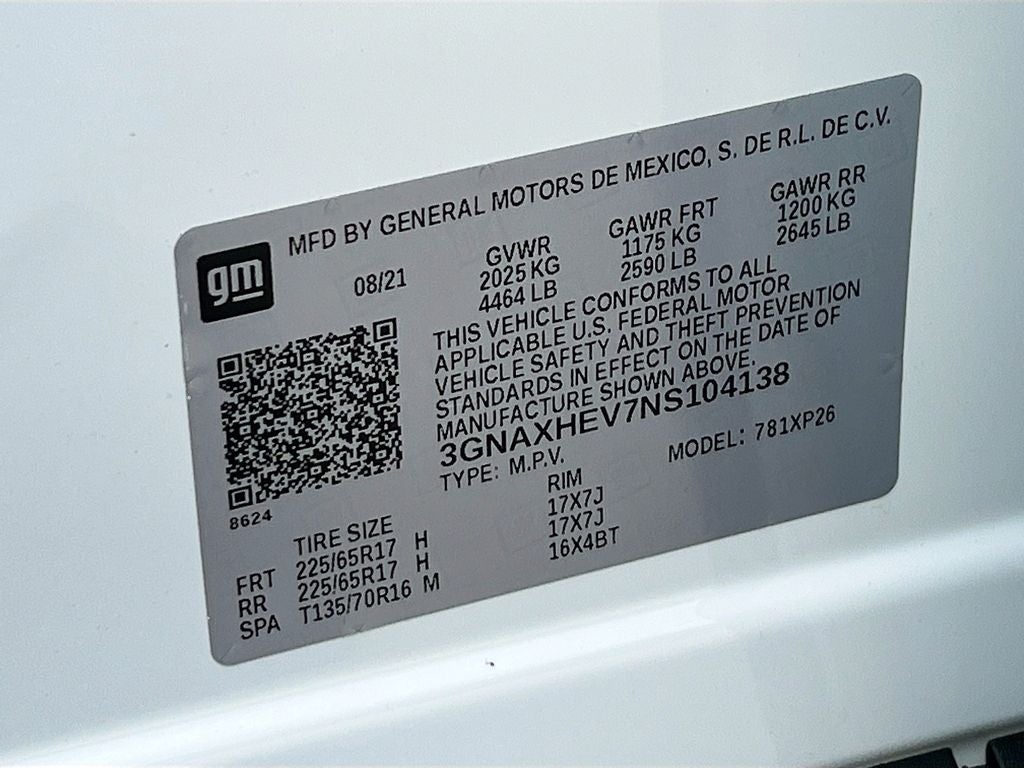 gm
MFD BY GENERAL MOTORS DE MEXICO, S. DE R.L. DE C.V.
08/21
GVWR
2025 KG
4464 LB
GAWR FRT
1175 KG
2590 LB
GAWR RR
1200 KG
2645 LB
THIS VEHICLE CONFORMS TO ALL
APPLICABLE U.S. FEDERAL MOTOR
VEHICLE SAFETY AND THEFT PREVENTION
STANDARDS IN EFFECT ON THE DATE OF
MANUFACTURE SHOWN ABOVE.
3GNAXHEV7NS104138
TYPE: M.P.V.
MODEL: 781XP26
8624
TIRE SIZE RIM
FRT 225/65R17 H 17X7J
RR 225/65R17 H 17X7J
SPA T135/70R16 M 16X4BT